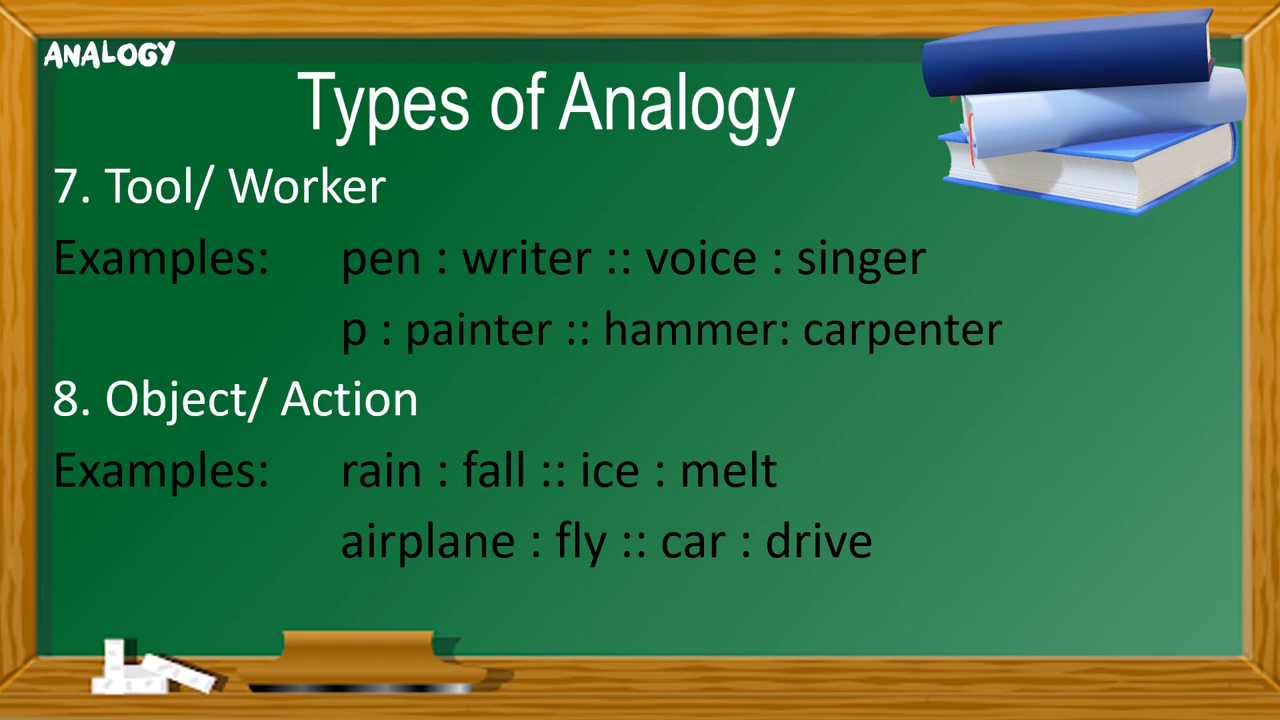 ANALOGY
Types of Analogy
7. Tool/ Worker
Examples: pen : writer :: voice : singer
p : painter :: hammer: carpenter
8. Object/ Action
Examples: rain : fall :: ice : melt
airplane : fly :: car : drive